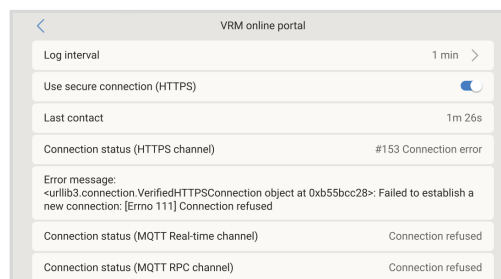 VRM online portal
Log interval 1 min
Use secure connection (HTTPS)
Last contact 1m 26s
Connection status (HTTPS channel) #153 Connection error
Error message:
<urllib3.connection.VerifiedHTTPSConnection object at 0xb55bcc28>: Failed to establish a
new connection: [Errno 111] Connection refused
Connection status (MQTT Real-time channel) Connection refused
Connection status (MQTT RPC channel) Connection refused